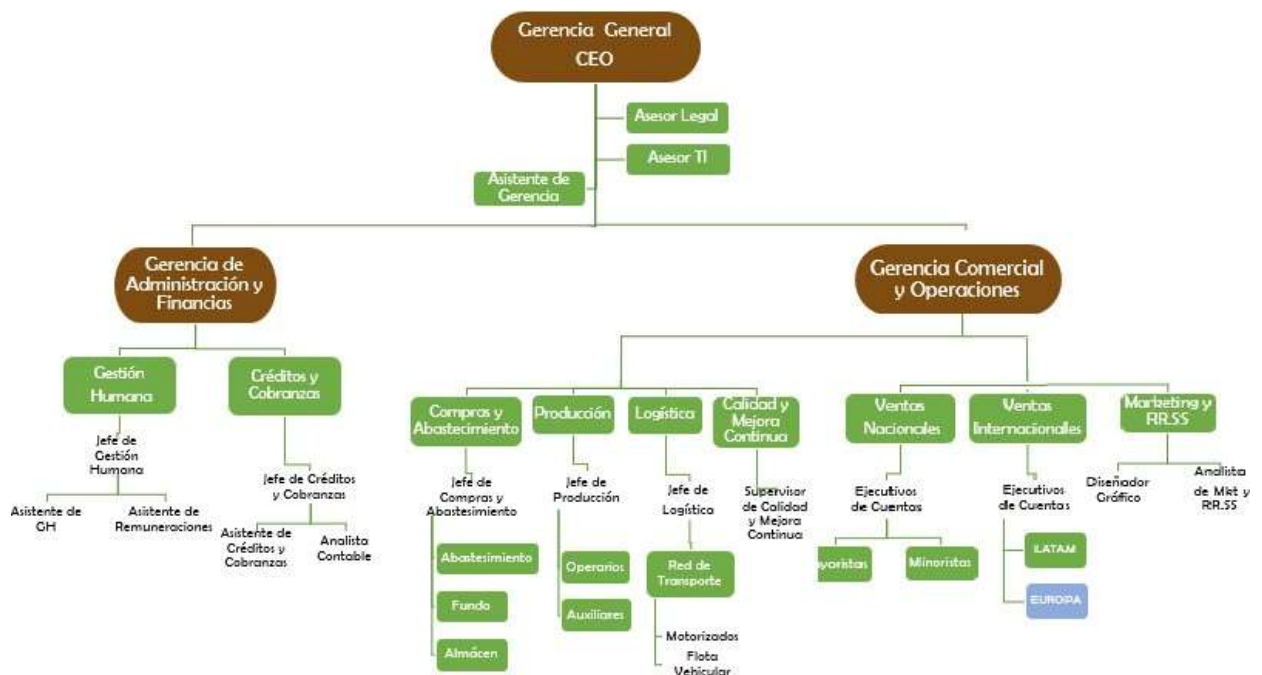 Gerencia General
CEO
Asesor Legal
Asesor TI
Asistente de
Gerencia
Gerencia de
Administración y
Financias
Gerencia Comercial
y Operaciones
Gestión
Humana
Créditos y
Cobranzas
Compras y
Abastecimiento
Producción
Logística
Calidad y
Mejora
Continua
Ventas
Nacionales
Ventas
Internacionales
Marketing y
RR.SS
Jefe de
Gestión
Humana
Asistente de
GH
Asistente de
Remuneraciones
Jefe de Créditos
y Cobranzas
Asistente de
Créditos y
Cobranzas
Analista
Contable
Jefe de
Compras y
Abastesimiento
Abastesimiento
Fundo
Almácen
Jefe de
Producción
Operarios
Auxiliares
Jefe de
Logística
Red de
Transporte
Motorizados
Flota
Vehicular
Supervisor
de Calidad
y Mejora
Continua
Ejecutivos
de Cuentas
yoristas
Minoristas
Ejecutivos
de Cuentas
LATAM
EUROPA
Diseñador
Gráfico
Analista
de Mkt y
RR.SS